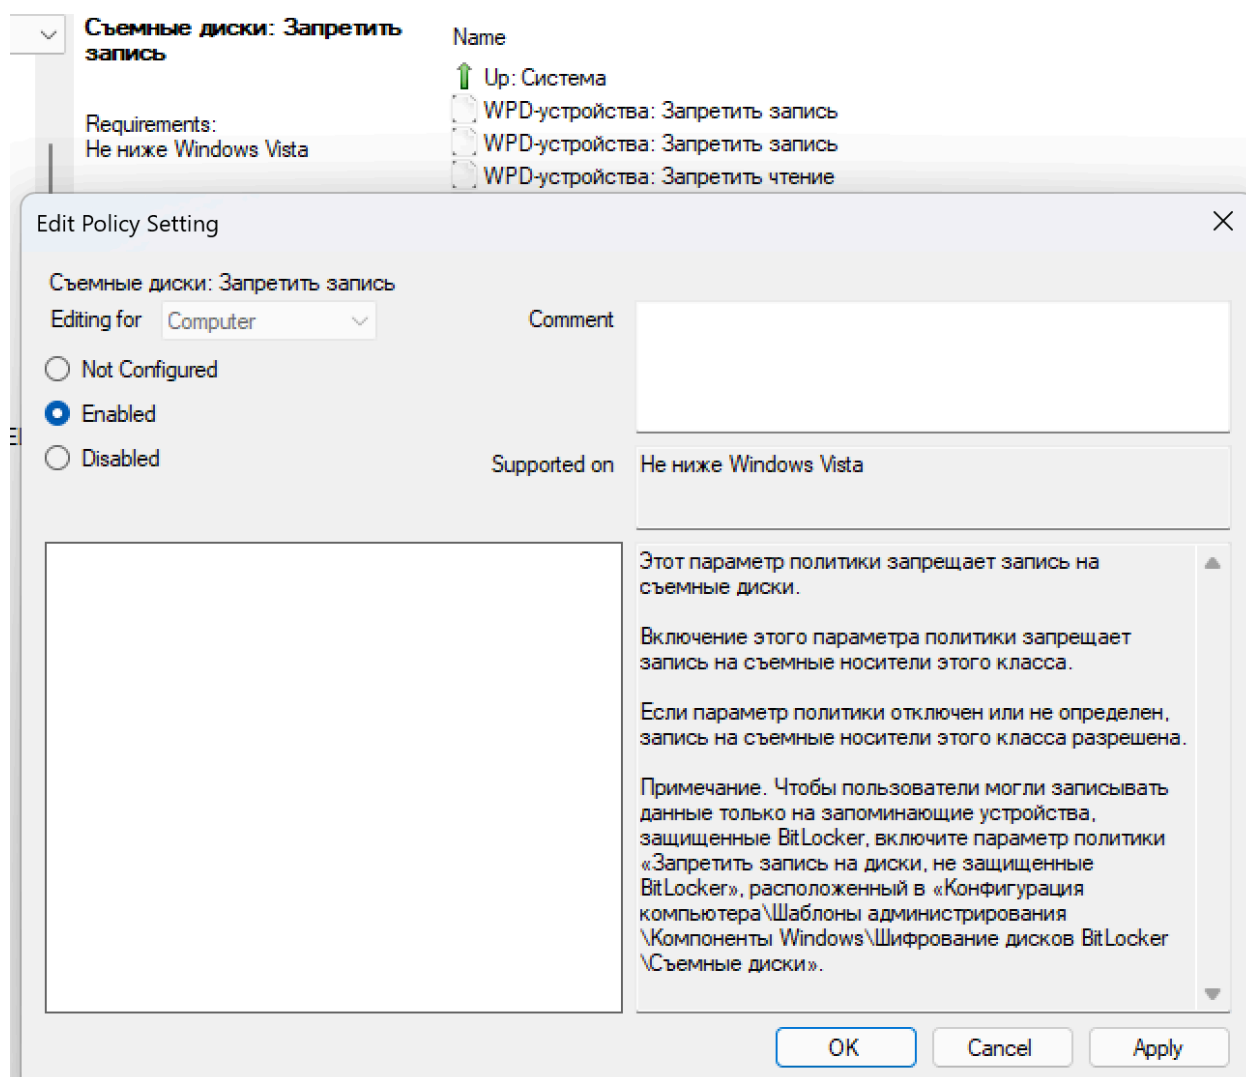 Съемные диски: Запретить
запись
Requirements:
Не ниже Windows Vista
Name
Up: Система
WPD-устройства: Запретить запись
WPD-устройства: Запретить запись
WPD-устройства: Запретить чтение
Edit Policy Setting
Съемные диски: Запретить запись
Editing for
Computer
Comment
Not Configured
Enabled
Disabled
Supported on
Не ниже Windows Vista
Этот параметр политики запрещает запись на
съемные диски.
Включение этого параметра политики запрещает
запись на съемные носители этого класса.
Если параметр политики отключен или не определен,
запись на съемные носители этого класса разрешена.
Примечание. Чтобы пользователи могли записывать
данные только на запоминающие устройства,
защищенные BitLocker, включите параметр политики
«Запретить запись на диски, не защищенные
BitLocker», расположенный в «Конфигурация
компьютера\Шаблоны администрирования
\Компоненты Windows\Шифрование дисков BitLocker
\Съемные диски».
OK
Cancel
Apply